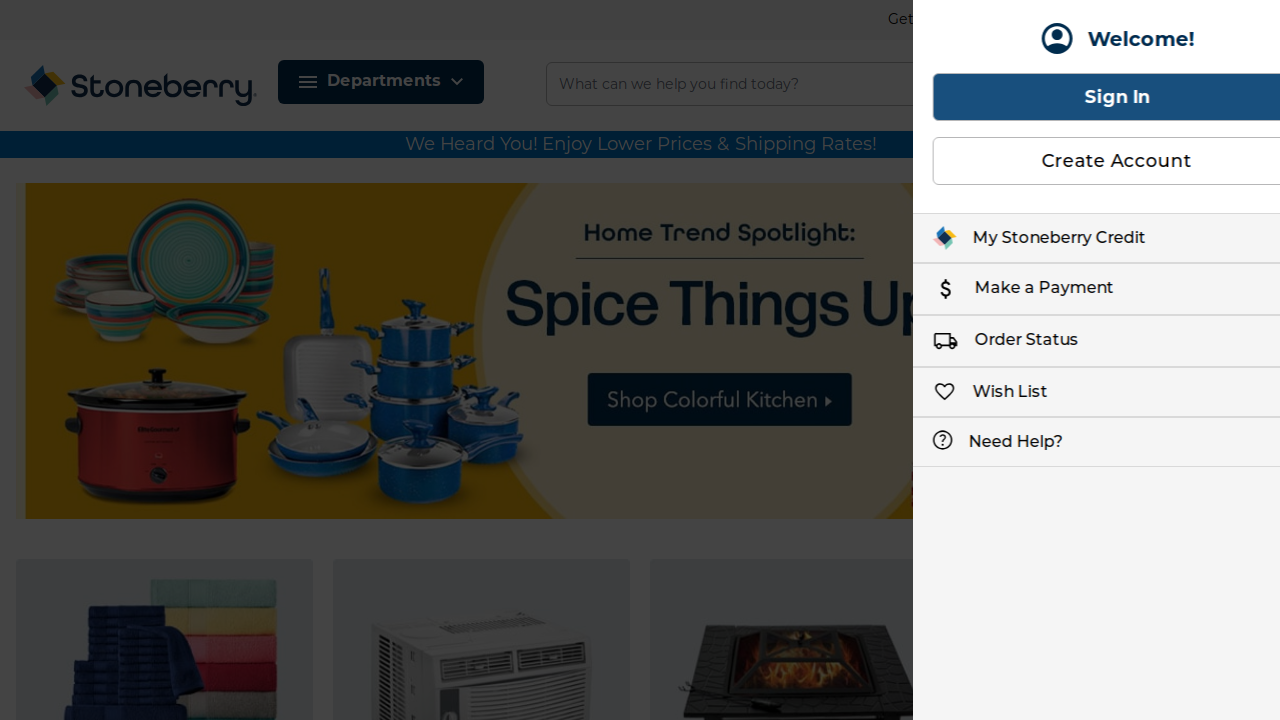 Get
Welcome!
Stoneberry
Departments
What can we help you find today?
Sign In
We Heard You! Enjoy Lower Prices & Shipping Rates!
Create Account
Home Trend Spotlight:
Spice Things Up
Shop Colorful Kitchen
My Stoneberry Credit
Make a Payment
Order Status
Wish List
Need Help?